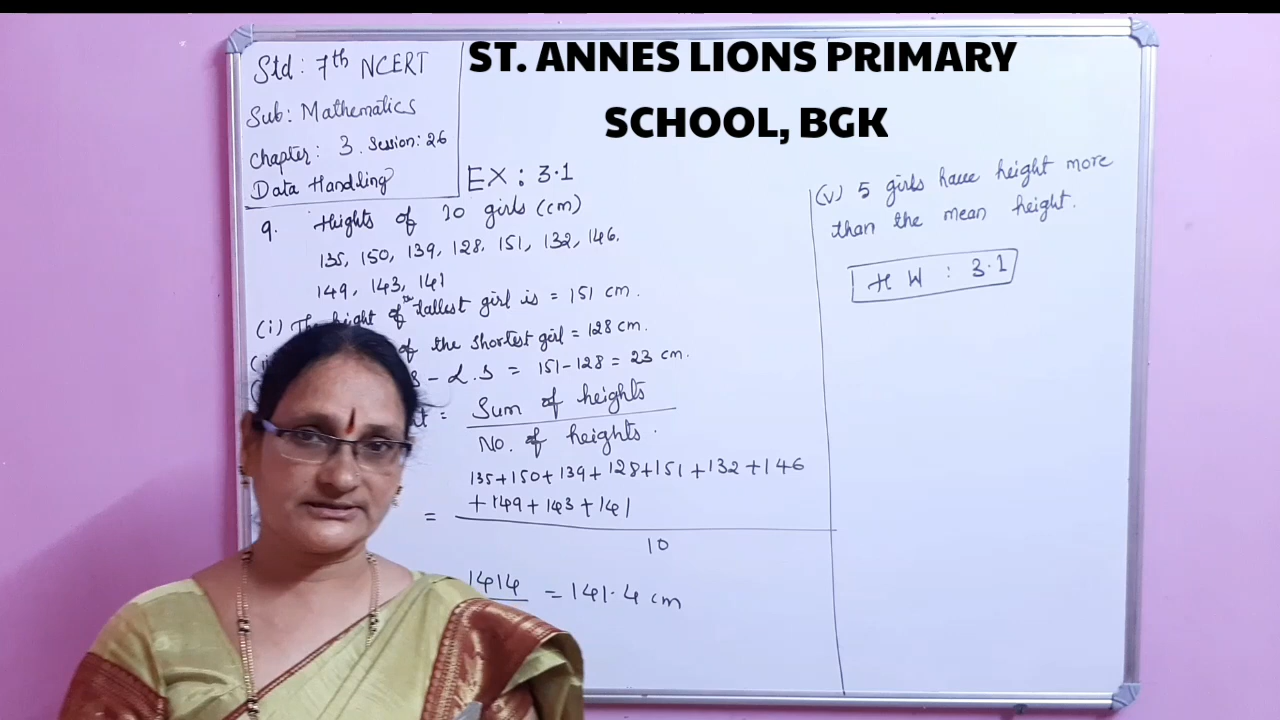 ST. ANNES LIONS PRIMARY
SCHOOL, BGK
Std: 7th NCERT
Sub: Mathematics
Chapter: 3. Session: 26
Data Handling
EX: 3.1
9. Heights of 10 girls (cm)
135, 150, 139, 128, 151, 132, 146,
149, 143, 141
(i) The height of the tallest girl is = 151 cm.
of the shortest girl = 128 cm.
S - L.S = 151-128 = 23 cm.
= Sum of heights
No. of heights.
135+150+139+128+151+132+146
+149+143+141
=
10
1414 = 141.4 cm
(v) 5 girls have height more
than the mean height.
H W : 3.1